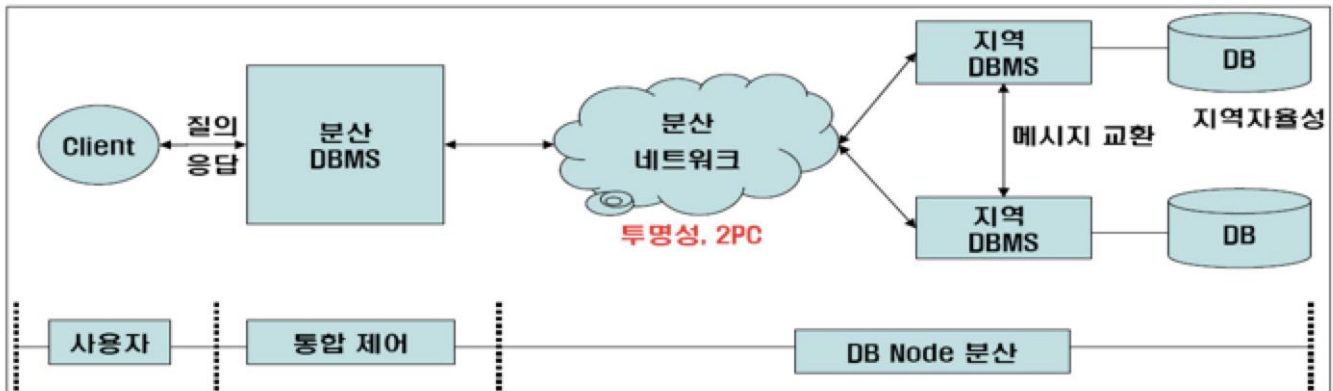 Client
질의
응답
분산
DBMS
분산
네트워크
투명성, 2PC
지역
DBMS
DB
지역자율성
메시지 교환
지역
DBMS
DB
사용자
통합 제어
DB Node 분산